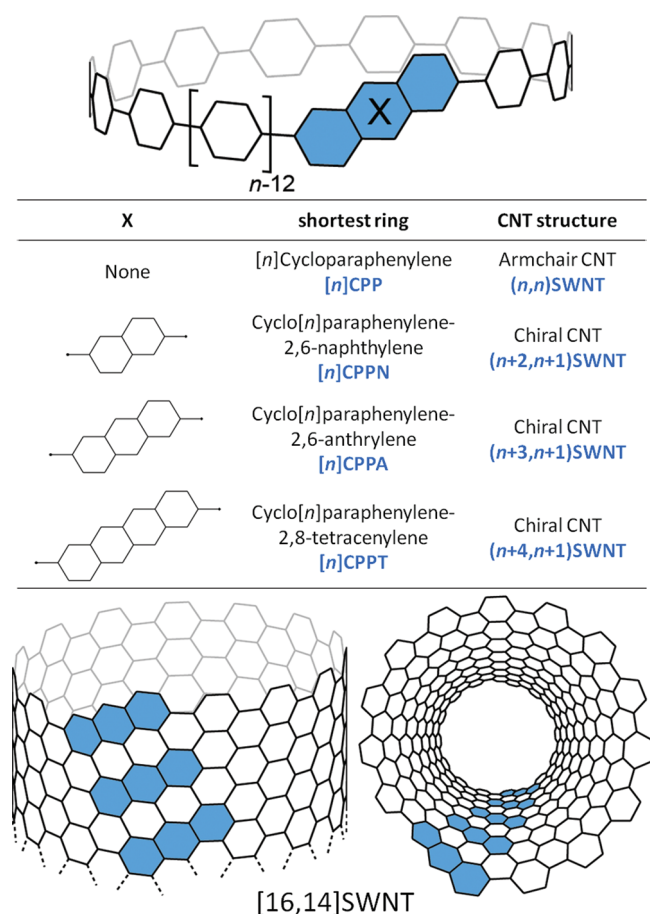 X
n-12
X shortest ring CNT structure
None
[n]Cycloparaphenylene
[n]CPP
Armchair CNT
(n,n)SWNT
Cyclo[n]paraphenylene-
2,6-naphthylene
[n]CPPN
Chiral CNT
(n+2,n+1)SWNT
Cyclo[n]paraphenylene-
2,6-anthrylene
[n]CPPA
Chiral CNT
(n+3,n+1)SWNT
Cyclo[n]paraphenylene-
2,8-tetracenylene
[n]CPPT
Chiral CNT
(n+4,n+1)SWNT
[16,14]SWNT